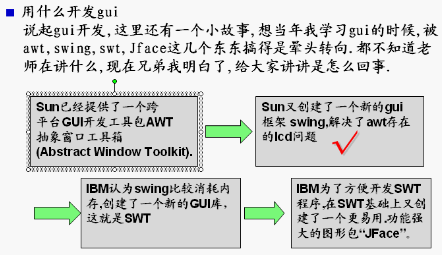 用什么开发gui
说起gui开发,这里还有一个小故事,想当年我学习gui的时候,被
awt,swing,swt,Jface这几个东东搞得是晕头转向.都不知道老
师在讲什么,现在兄弟我明白了,给大家讲讲是怎么回事.
Sun已经提供了一个跨
平台GUI开发工具包AWT
抽象窗口工具箱
(Abstract Window Toolkit).
Sun又创建了一个新的gui
框架 swing,解决了awt存在
的lcd问题
IBM认为swing比较消耗内
存,创建了一个新的GUI库,
这就是SWT
IBM为了方便开发SWT
程序,在SWT基础上又创
建了一个更易用,功能强
大的图形包“JFace”。